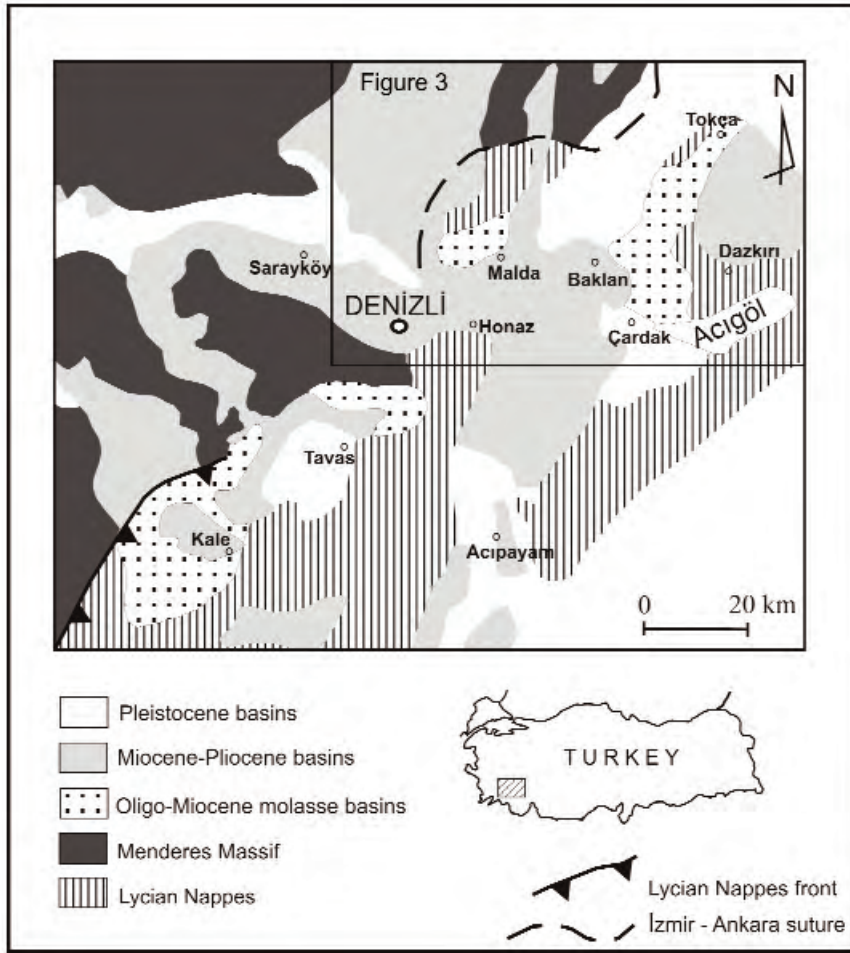 Figure 3
N
Tokça
Sarayköy
Malda
Baklan
Dazkırı
DENİZLİ
Honaz
Çardak
Acıgöl
Tavas
Kale
Acıpayam
0 20 km
Pleistocene basins
Miocene-Pliocene basins
Oligo-Miocene molasse basins
Menderes Massif
Lycian Nappes
TURKEY
Lycian Nappes front
İzmir - Ankara suture